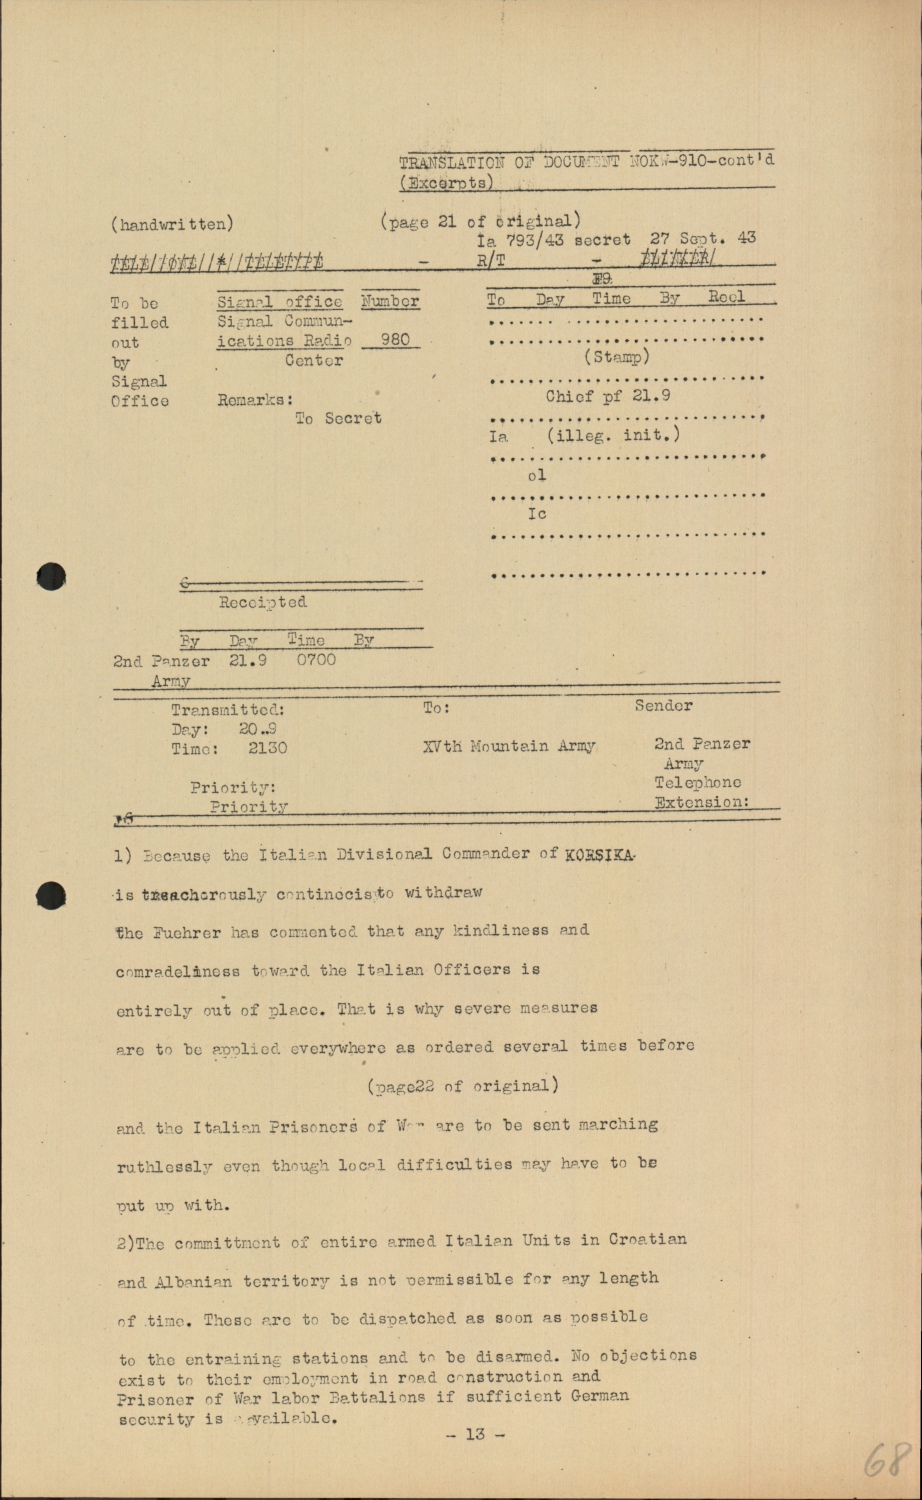 TRANSLATION OF DOCUMENT NOKW-910-cont'd
(Excerpts)
(handwritten) (page 21 of original)
Ia 793/43 secret 27 Sept. 43
- R/T -
F9
To be Signal office Number To Day Time By Reel
filled Signal Commun-
out ications Radio 980
by Center (Stamp)
Signal
Office Remarks: Chief pf 21.9
To Secret
Ia (illeg. init.)
ol
Ic
6
Receipted
By Day Time By
2nd Panzer 21.9 0700
Army
Transmitted: To: Sender
Day: 20..9
Time: 2130 XVth Mountain Army 2nd Panzer
Army
Priority: Telephone
Priority Extension:
1) Because the Italian Divisional Commander of KORSIKA
is treacherously to withdraw
the Fuehrer has commented that any kindliness and
comradeliness toward the Italian Officers is
entirely out of place. That is why severe measures
are to be applied everywhere as ordered several times before
(page22 of original)
and the Italian Prisoners of War are to be sent marching
ruthlessly even though local difficulties may have to be
put up with.
2)The committment of entire armed Italian Units in Croatian
and Albanian territory is not permissible for any length
of time. These are to be dispatched as soon as possible
to the entraining stations and to be disarmed. No objections
exist to their employment in road construction and
Prisoner of War labor Battalions if sufficient German
security is available.
- 13 -
68